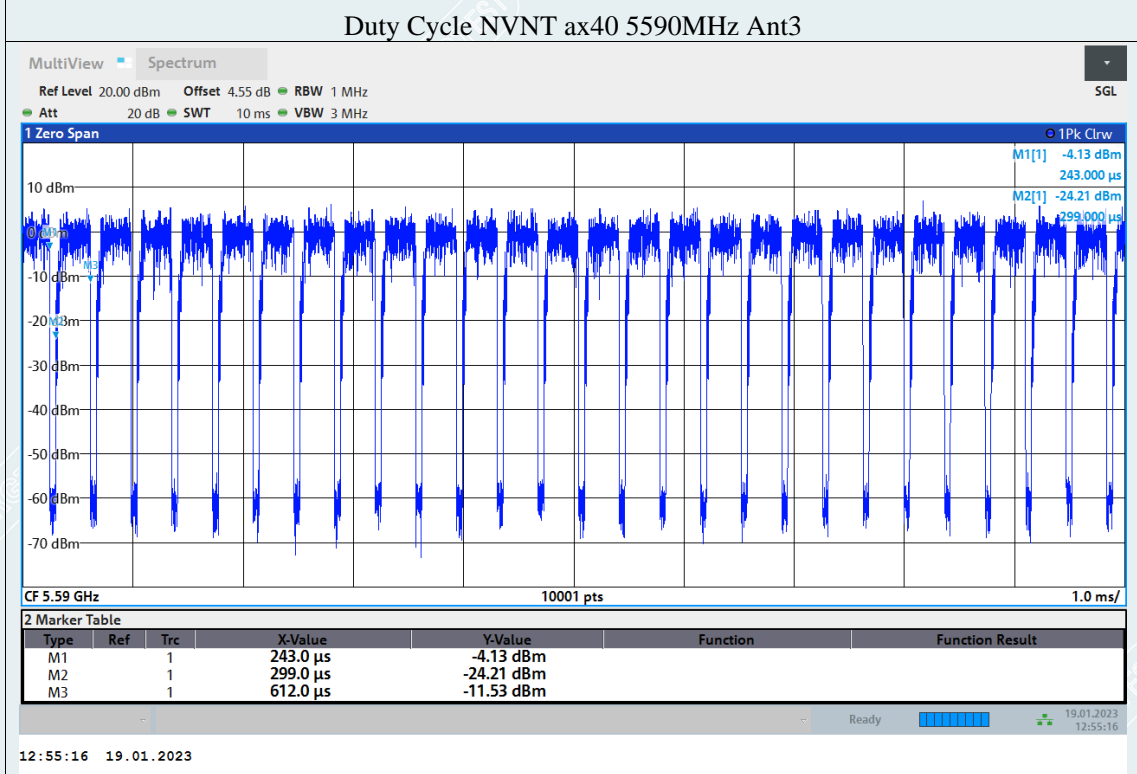 Duty Cycle NVNT ax40 5590MHz Ant3
MultiView Spectrum
Ref Level 20.00 dBm Offset 4.55 dB RBW 1 MHz SGL
Att 20 dB SWT 10 ms VBW 3 MHz
1 Zero Span 1Pk Clrw
M1[1] -4.13 dBm
243.000 µs
M2[1] -24.21 dBm
299.000 µs
10 dBm
0 dBm
M1
M3
-10 dBm
-20 dBm
M2
-30 dBm
-40 dBm
-50 dBm
-60 dBm
-70 dBm
CF 5.59 GHz 10001 pts 1.0 ms/
2 Marker Table
Type Ref Trc X-Value Y-Value Function Function Result
M1 1 243.0 µs -4.13 dBm
M2 1 299.0 µs -24.21 dBm
M3 1 612.0 µs -11.53 dBm
Ready 19.01.2023
12:55:16
12:55:16 19.01.2023